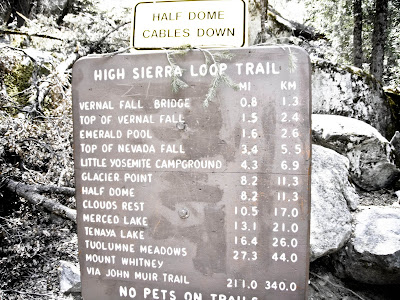 HALF DOME
CABLES DOWN
HIGH SIERRA LOOP TRAIL
MI KM
VERNAL FALL BRIDGE 0.8 1.3
TOP OF VERNAL FALL 1.5 2.4
EMERALD POOL 1.6 2.6
TOP OF NEVADA FALL 3.4 5.5
LITTLE YOSEMITE CAMPGROUND 4.3 6.9
GLACIER POINT 8.2 11.3
HALF DOME 8.2 11.3
CLOUDS REST 10.5 17.0
MERCED LAKE 13.1 21.0
TENAYA LAKE 16.4 26.0
TUOLUMNE MEADOWS 27.3 44.0
MOUNT WHITNEY
VIA JOHN MUIR TRAIL 211.0 340.0
NO PETS ON TRAILS